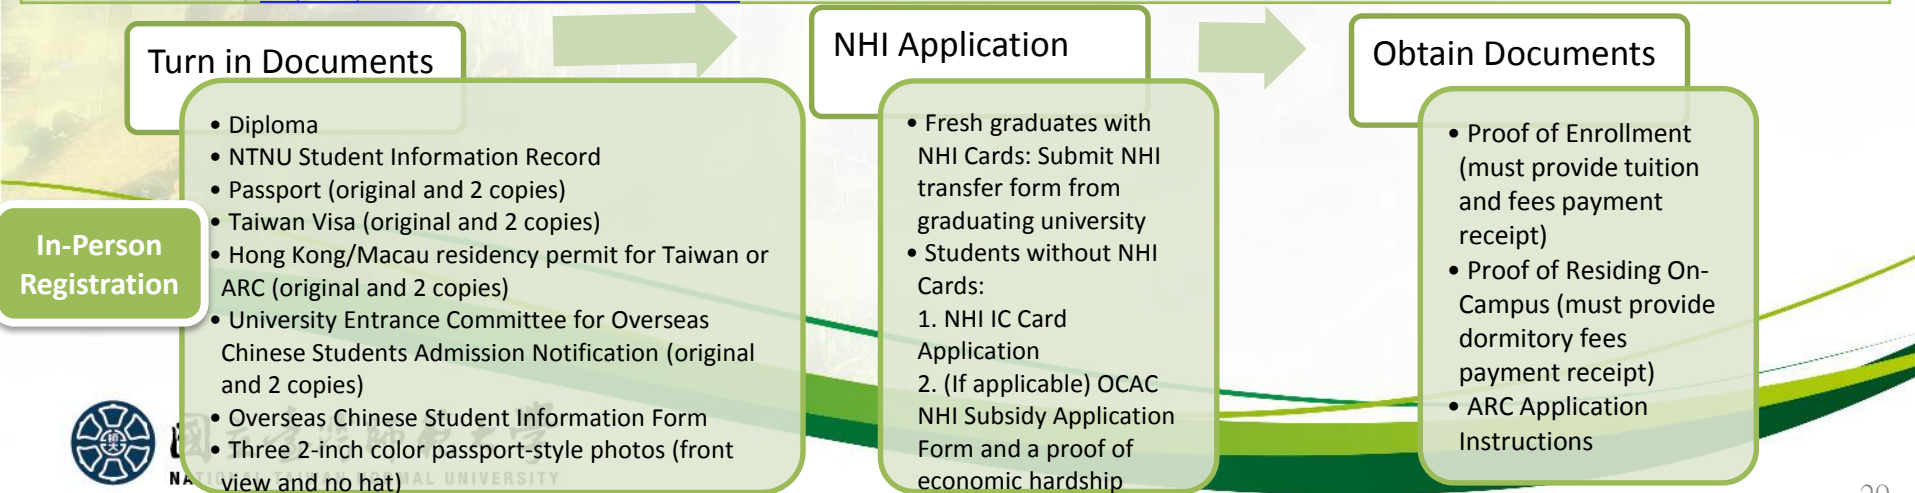 In-Person
Registration
Turn in Documents
• Diploma
• NTNU Student Information Record
• Passport (original and 2 copies)
• Taiwan Visa (original and 2 copies)
• Hong Kong/Macau residency permit for Taiwan or
ARC (original and 2 copies)
• University Entrance Committee for Overseas
Chinese Students Admission Notification (original
and 2 copies)
• Overseas Chinese Student Information Form
• Three 2-inch color passport-style photos (front
view and no hat)
NHI Application
• Fresh graduates with
NHI Cards: Submit NHI
transfer form from
graduating university
• Students without NHI
Cards:
1. NHI IC Card
Application
2. (If applicable) OCAC
NHI Subsidy Application
Form and a proof of
economic hardship
Obtain Documents
• Proof of Enrollment
(must provide tuition
and fees payment
receipt)
• Proof of Residing On-
Campus (must provide
dormitory fees
payment receipt)
• ARC Application
Instructions
NATIONAL TAIWAN NORMAL UNIVERSITY